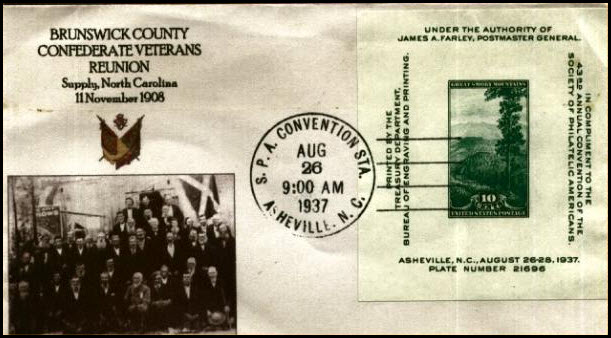 BRUNSWICK COUNTY
CONFEDERATE VETERANS
REUNION
Supply, North Carolina
11 November 1908
S.P.A. CONVENTION STA.
AUG
26
9:00 AM
1937
ASHEVILLE, N.C.
UNDER THE AUTHORITY OF
JAMES A. FARLEY, POSTMASTER GENERAL.
PRINTED BY THE
TREASURY DEPARTMENT,
BUREAU OF ENGRAVING AND PRINTING.
GREAT SMOKY MOUNTAINS
10
UNITED STATES POSTAGE
IN COMPLIMENT TO THE
43RD ANNUAL CONVENTION OF THE
SOCIETY OF PHILATELIC AMERICANS.
ASHEVILLE, N.C., AUGUST 26-28, 1937.
PLATE NUMBER 21696